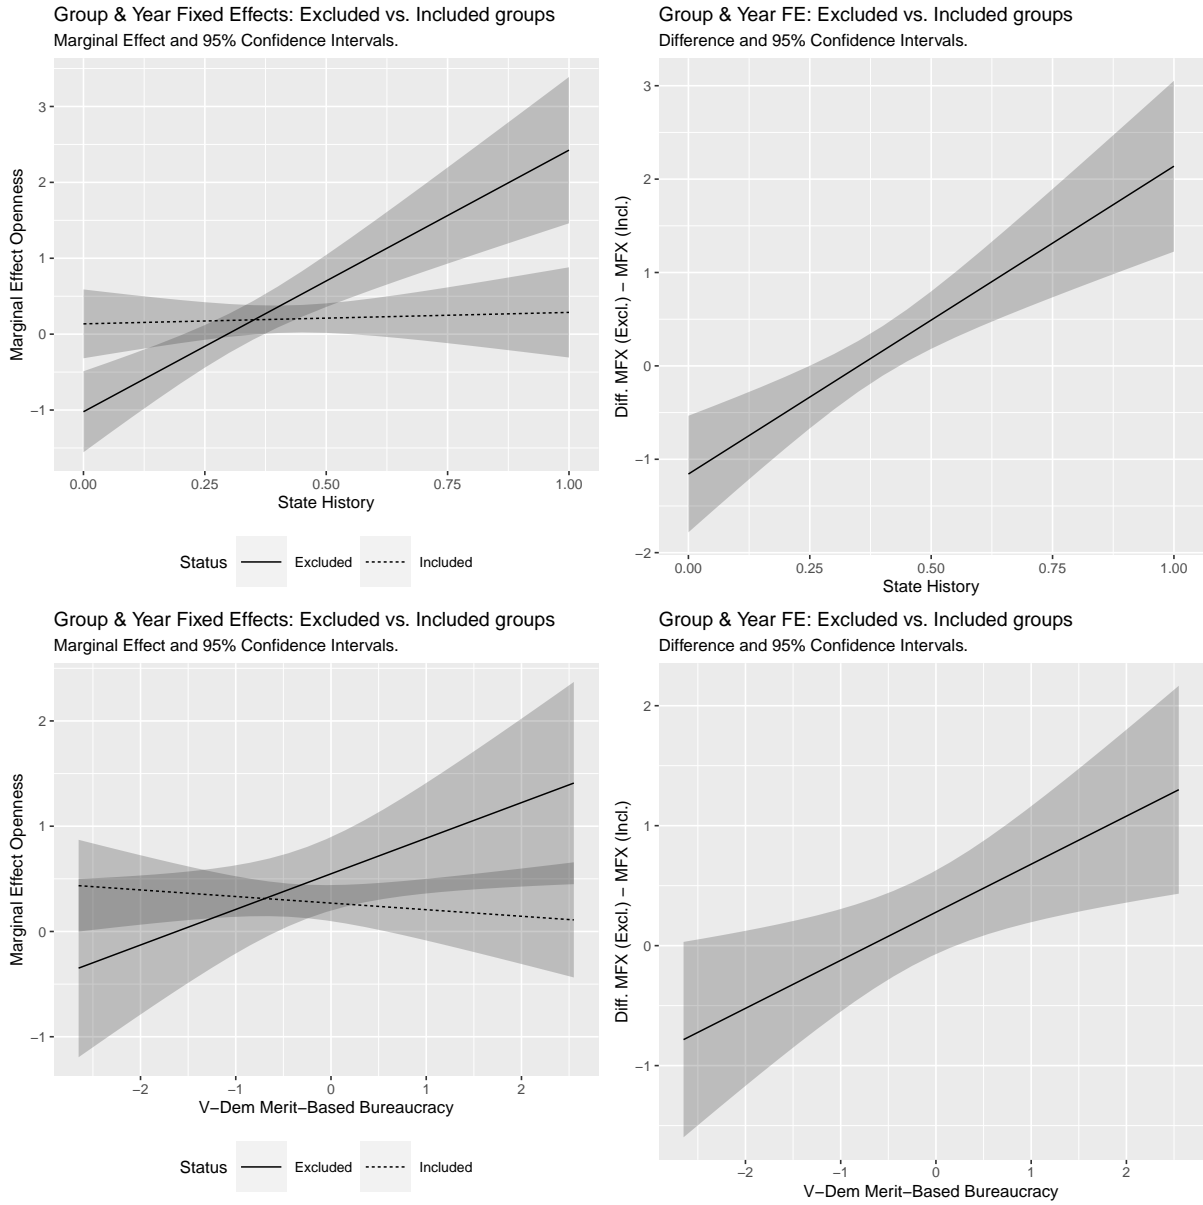 Group & Year Fixed Effects: Excluded vs. Included groups
Marginal Effect and 95% Confidence Intervals.
Marginal Effect Openness
3
2
1
0
−1
0.00 0.25 0.50 0.75 1.00
State History
Status Excluded Included
Group & Year FE: Excluded vs. Included groups
Difference and 95% Confidence Intervals.
Diff. MFX (Excl.) − MFX (Incl.)
3
2
1
0
−1
−2
0.00 0.25 0.50 0.75 1.00
State History
Group & Year Fixed Effects: Excluded vs. Included groups
Marginal Effect and 95% Confidence Intervals.
Marginal Effect Openness
2
1
0
−1
−2 −1 0 1 2
V−Dem Merit−Based Bureaucracy
Status Excluded Included
Group & Year FE: Excluded vs. Included groups
Difference and 95% Confidence Intervals.
Diff. MFX (Excl.) − MFX (Incl.)
2
1
0
−1
−2 −1 0 1 2
V−Dem Merit−Based Bureaucracy